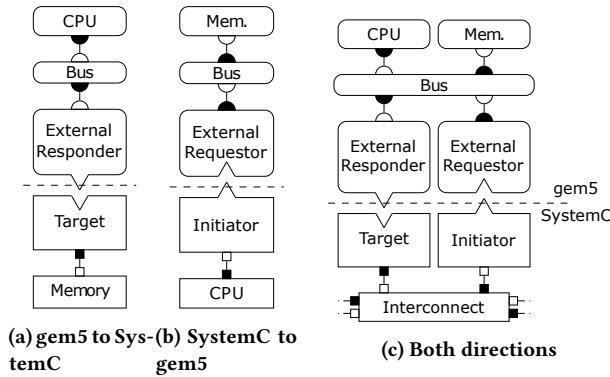 CPU
Bus
External
Responder
Target
Memory
(a) gem5 to Sys-
temC
Mem.
Bus
External
Requestor
Initiator
CPU
(b) SystemC to
gem5
CPU
Mem.
Bus
External
Responder
External
Requestor
gem5
SystemC
Target
Initiator
Interconnect
(c) Both directions